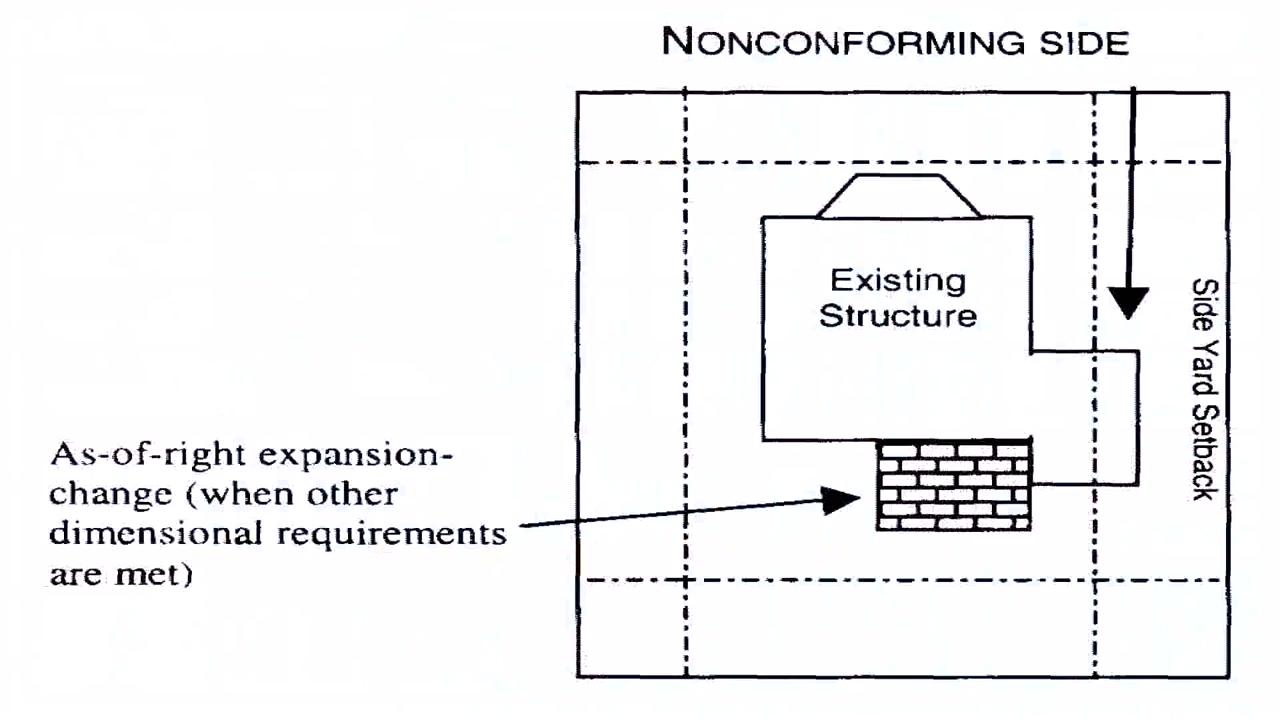 NONCONFORMING SIDE
Existing
Structure
Side Yard Setback
As-of-right expansion-
change (when other
dimensional requirements
are met)